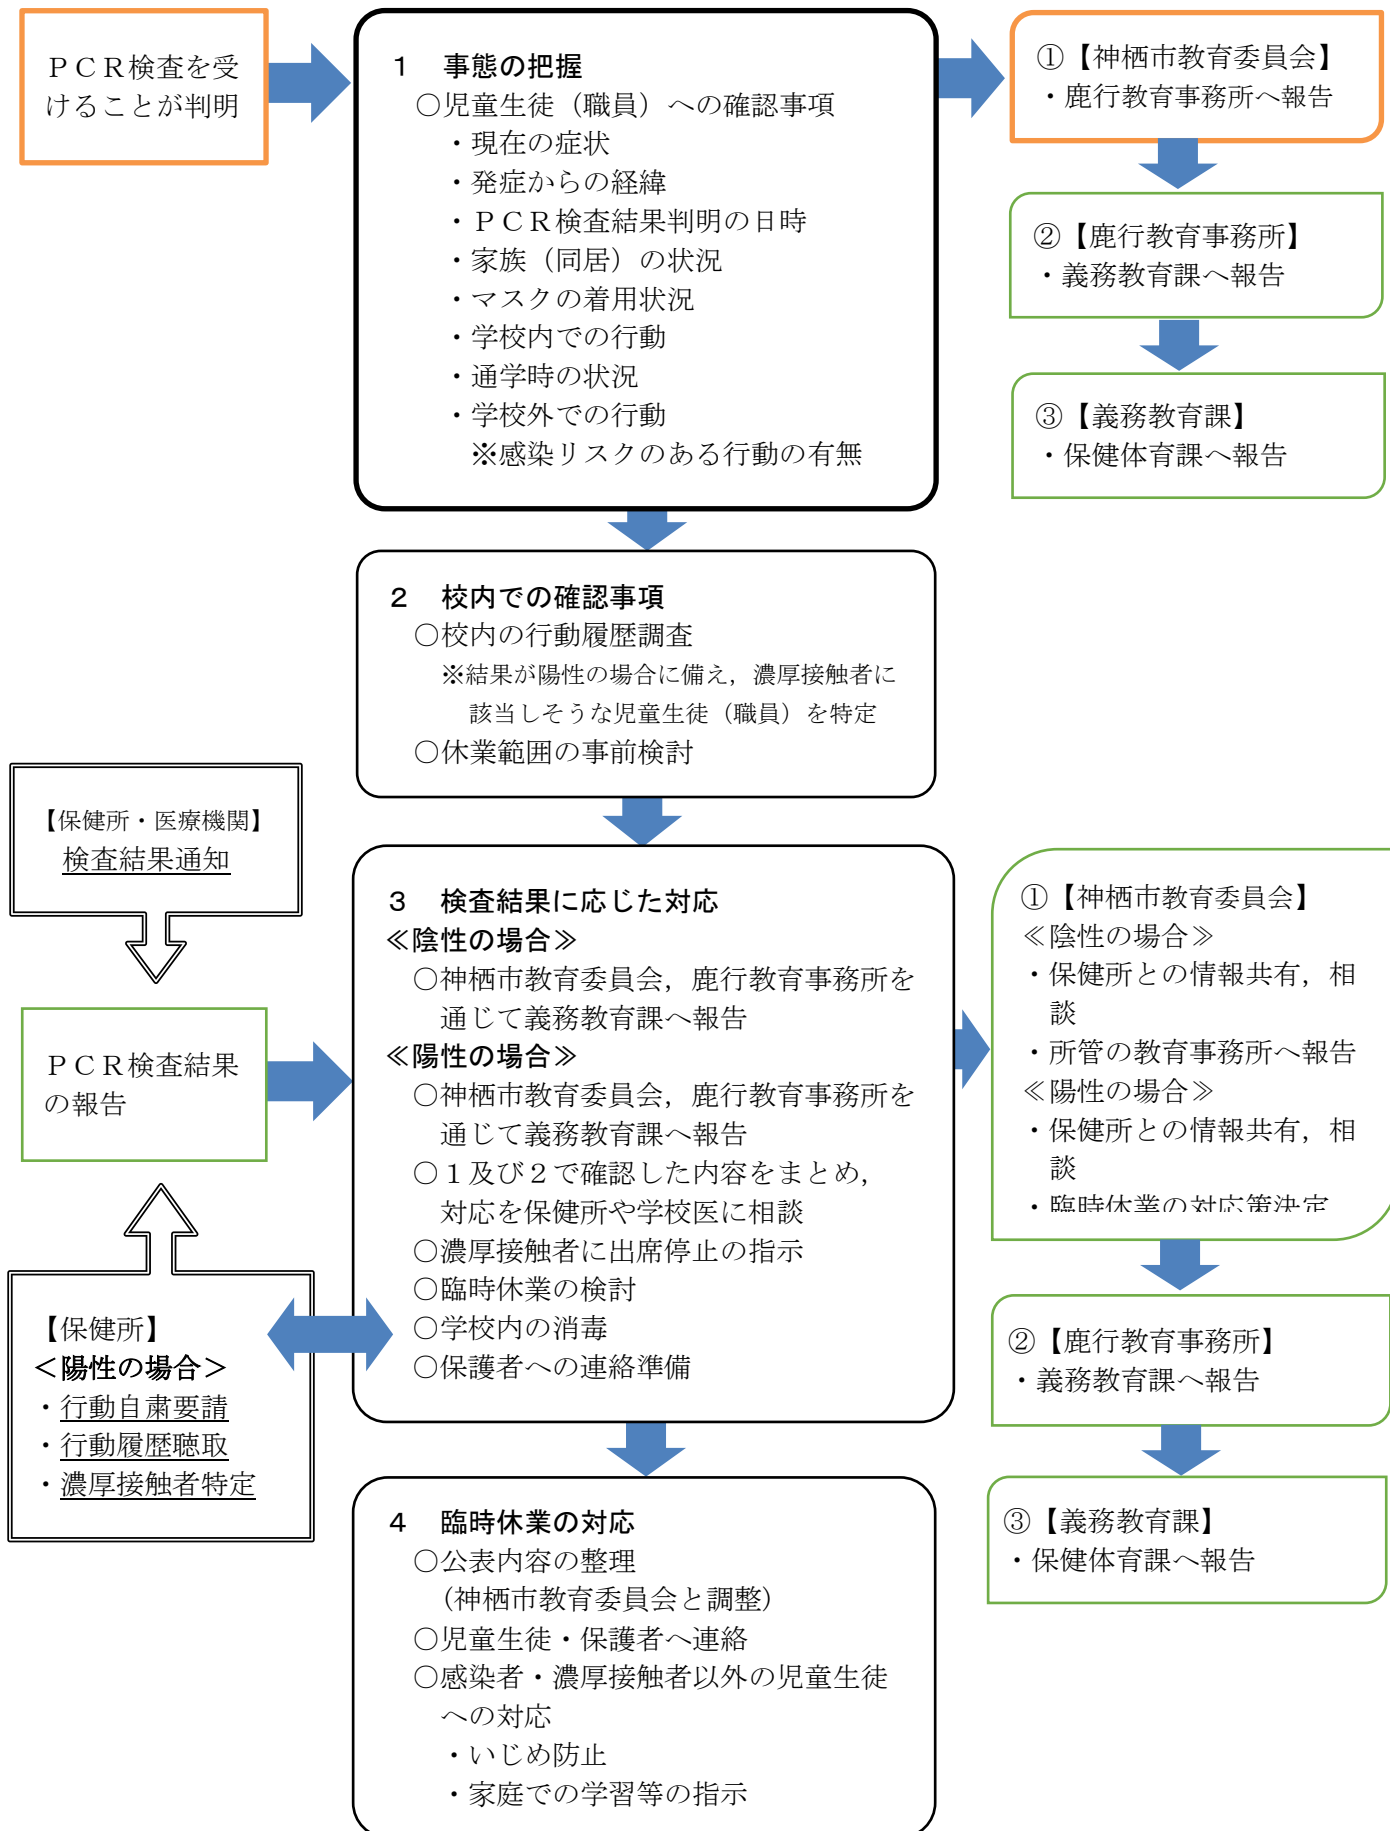 ＰＣＲ検査を受
けることが判明
１　事態の把握
○児童生徒（職員）への確認事項
・現在の症状
・発症からの経緯
・ＰＣＲ検査結果判明の日時
・家族（同居）の状況
・マスクの着用状況
・学校内での行動
・通学時の状況
・学校外での行動
※感染リスクのある行動の有無
①【神栖市教育委員会】
・鹿行教育事務所へ報告
②【鹿行教育事務所】
・義務教育課へ報告
③【義務教育課】
・保健体育課へ報告
２　校内での確認事項
○校内の行動履歴調査
※結果が陽性の場合に備え，濃厚接触者に
該当しそうな児童生徒（職員）を特定
○休業範囲の事前検討
【保健所・医療機関】
検査結果通知
ＰＣＲ検査結果
の報告
【保健所】
＜陽性の場合＞
・行動自粛要請
・行動履歴聴取
・濃厚接触者特定
３　検査結果に応じた対応
≪陰性の場合≫
○神栖市教育委員会，鹿行教育事務所を
通じて義務教育課へ報告
≪陽性の場合≫
○神栖市教育委員会，鹿行教育事務所を
通じて義務教育課へ報告
○１及び２で確認した内容をまとめ，
対応を保健所や学校医に相談
○濃厚接触者に出席停止の指示
○臨時休業の検討
○学校内の消毒
○保護者への連絡準備
①【神栖市教育委員会】
≪陰性の場合≫
・保健所との情報共有，相
談
・所管の教育事務所へ報告
≪陽性の場合≫
・保健所との情報共有，相
談
・臨時休業の対応策決定
②【鹿行教育事務所】
・義務教育課へ報告
③【義務教育課】
・保健体育課へ報告
４　臨時休業の対応
○公表内容の整理
（神栖市教育委員会と調整）
○児童生徒・保護者へ連絡
○感染者・濃厚接触者以外の児童生徒
への対応
・いじめ防止
・家庭での学習等の指示